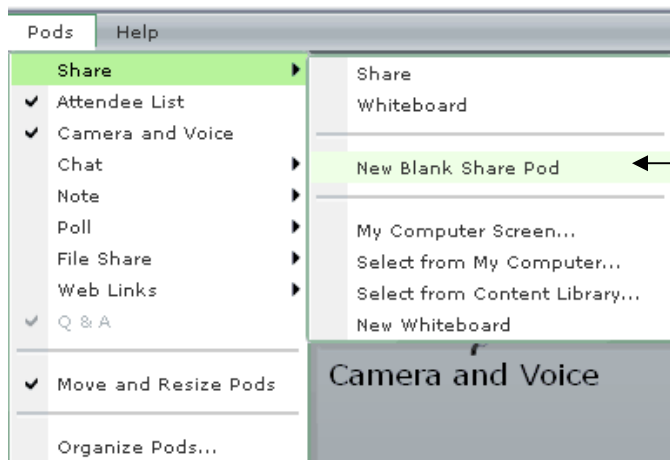 Pods Help
Share
Attendee List
Camera and Voice
Chat
Note
Poll
File Share
Web Links
Q & A
Move and Resize Pods
Organize Pods...
Share
Whiteboard
New Blank Share Pod
My Computer Screen...
Select from My Computer...
Select from Content Library...
New Whiteboard
Camera and Voice